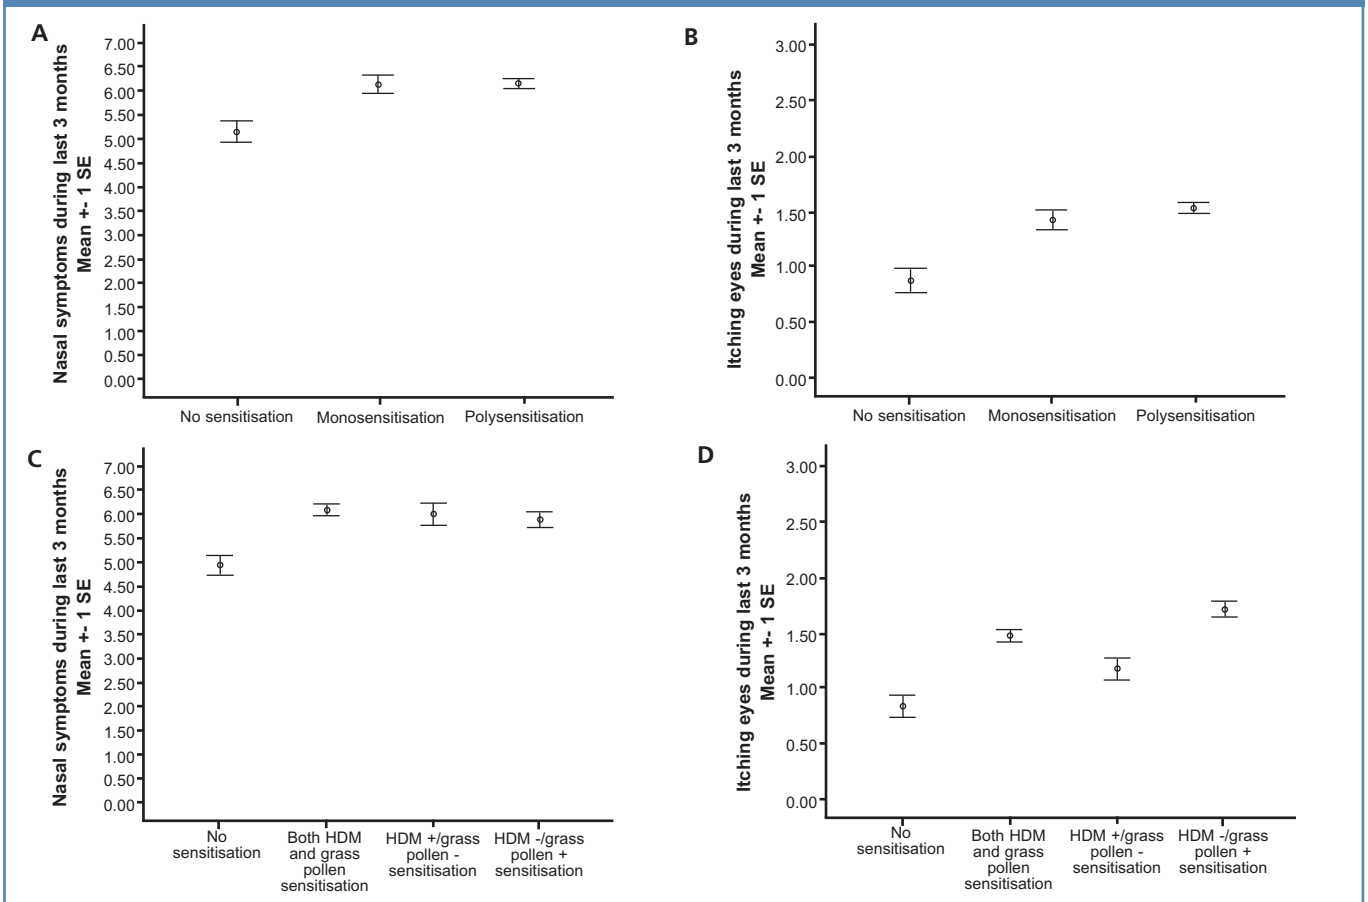 A
Nasal symptoms during last 3 months
Mean +- 1 SE
7.00
6.50
6.00
5.50
5.00
4.50
4.00
3.50
3.00
2.50
2.00
1.50
1.00
0.50
0.00
No sensitisation
Monosensitisation
Polysensitisation
B
Itching eyes during last 3 months
Mean +- 1 SE
3.00
2.50
2.00
1.50
1.00
0.50
0.00
No sensitisation
Monosensitisation
Polysensitisation
C
Nasal symptoms during last 3 months
Mean +- 1 SE
7.00
6.50
6.00
5.50
5.00
4.50
4.00
3.50
3.00
2.50
2.00
1.50
1.00
0.50
0.00
No
sensitisation
Both HDM
and grass
pollen
sensitisation
HDM +/grass
pollen -
sensitisation
HDM -/grass
pollen +
sensitisation
D
Itching eyes during last 3 months
Mean +- 1 SE
3.00
2.50
2.00
1.50
1.00
0.50
0.00
No
sensitisation
Both HDM
and grass
pollen
sensitisation
HDM +/grass
pollen -
sensitisation
HDM -/grass
pollen +
sensitisation